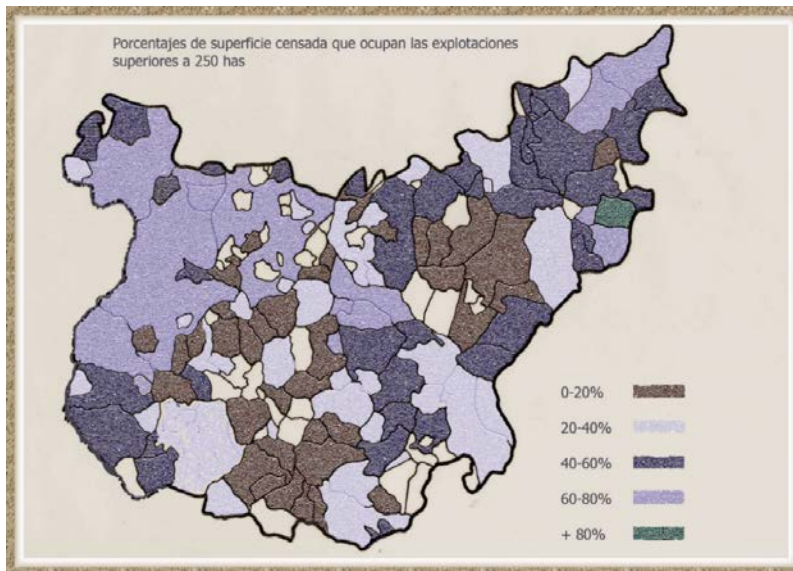 Porcentajes de superficie censada que ocupan las explotaciones
superiores a 250 has
0-20%
20-40%
40-60%
60-80%
+ 80%